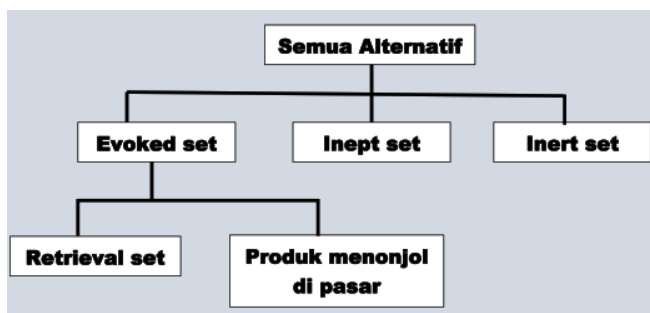 Semua Alternatif
Evoked set
Inept set
Inert set
Retrieval set
Produk menonjol
di pasar